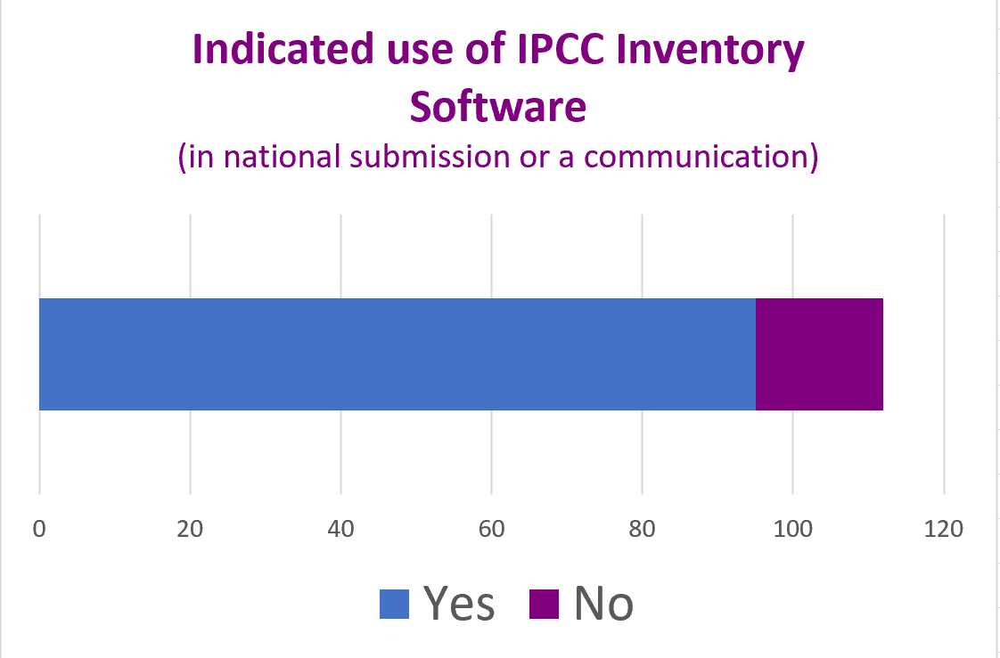 Indicated use of IPCC Inventory
Software
(in national submission or a communication)
0 20 40 60 80 100 120
Yes No